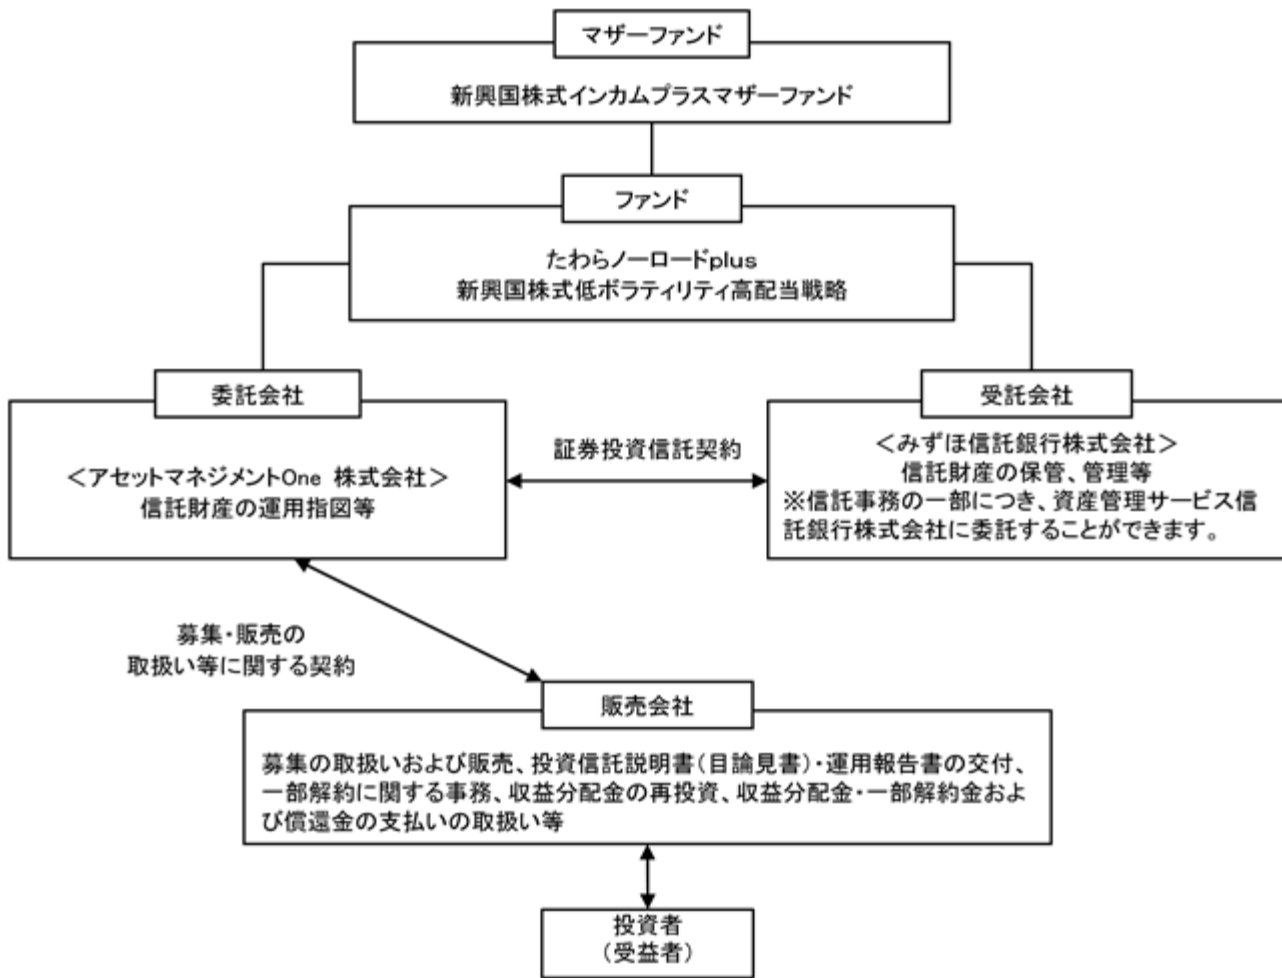 マザーファンド
新興国株式インカムプラスマザーファンド
ファンド
たわらノーロードplus
新興国株式低ボラティリティ高配当戦略
委託会社
<アセットマネジメントOne 株式会社>
信託財産の運用指図等
証券投資信託契約
受託会社
<みずほ信託銀行株式会社>
信託財産の保管、管理等
※信託事務の一部につき、資産管理サービス信
託銀行株式会社に委託することができます。
募集・販売の
取扱い等に関する契約
販売会社
募集の取扱いおよび販売、投資信託説明書(目論見書)・運用報告書の交付、
一部解約に関する事務、収益分配金の再投資、収益分配金・一部解約金およ
び償還金の支払いの取扱い等
投資者
(受益者)